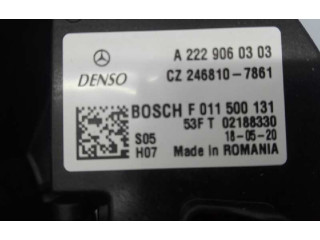 A 222 906 03 03
DENSO CZ 246810-7861
BOSCH F 011 500 131
53F T 02188330
S05 18-05-20
H07 Made in ROMANIA